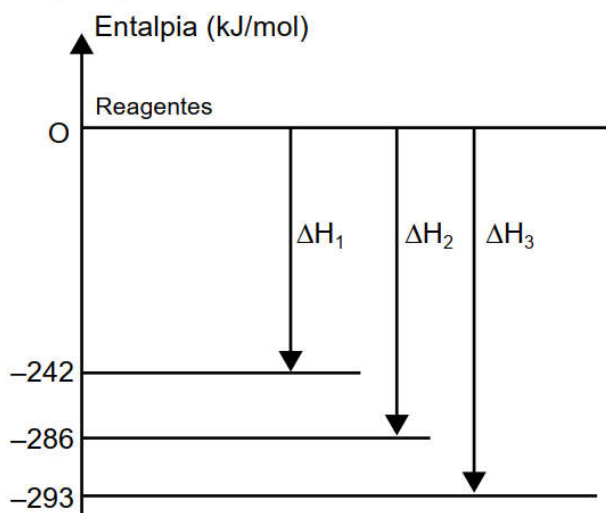 Entalpia (kJ/mol)
Reagentes
O
ΔH₁ ΔH₂ ΔH₃
–242
–286
–293